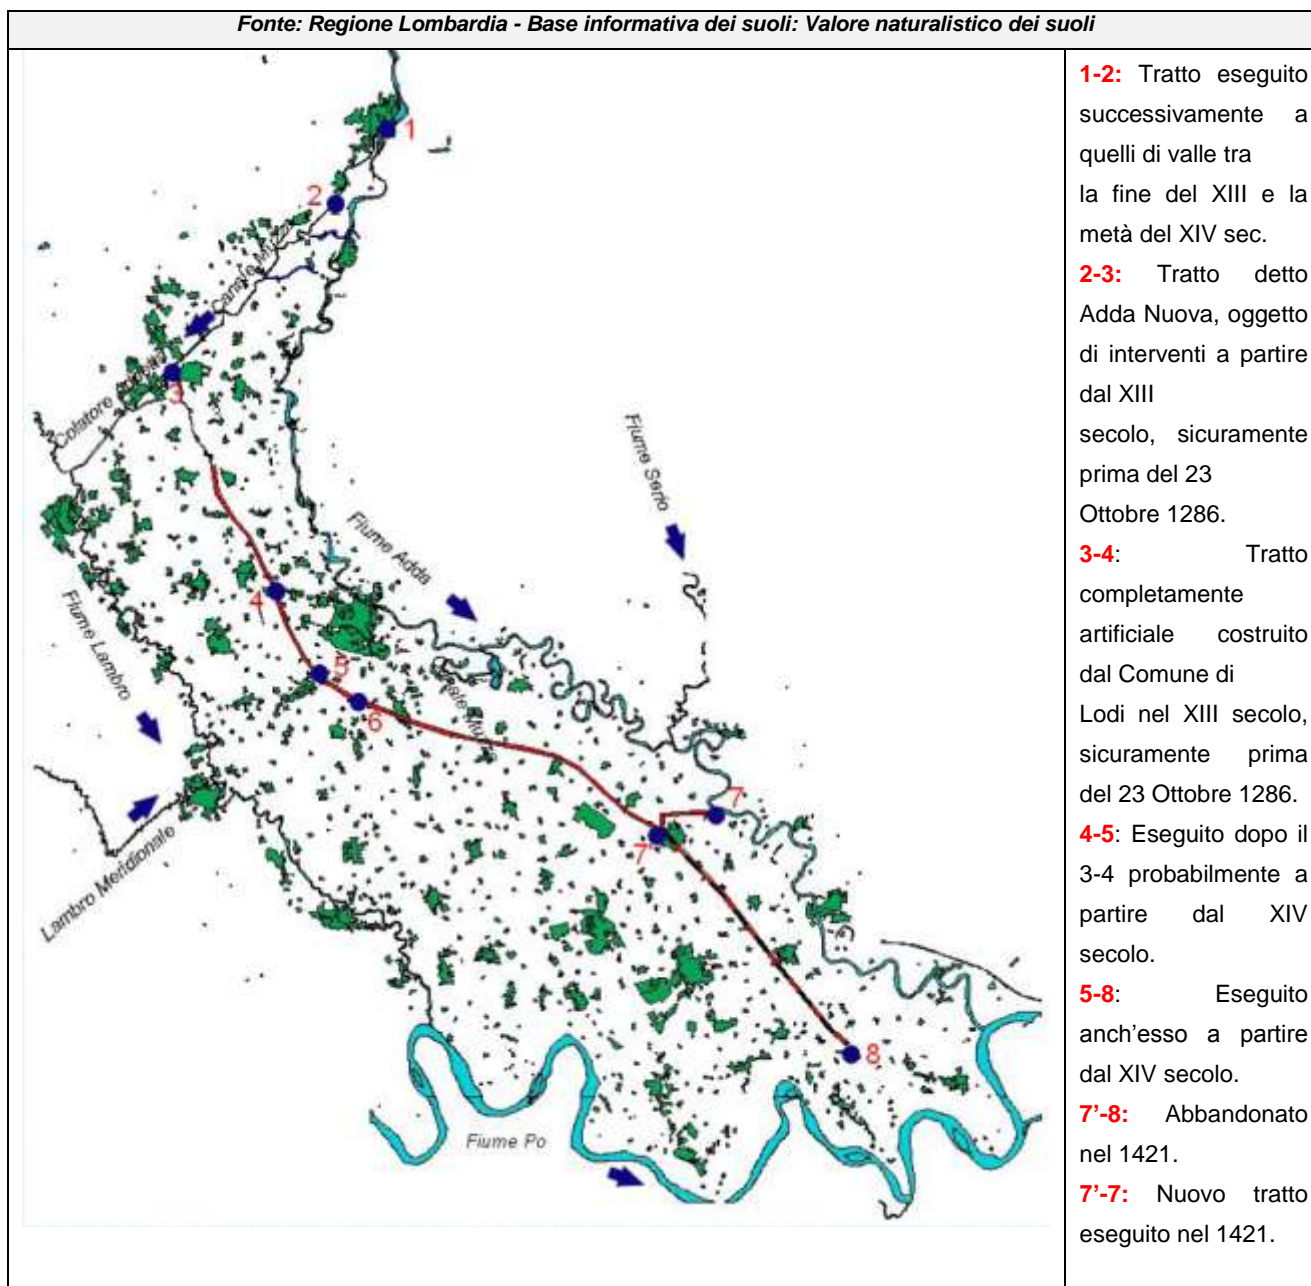 Fonte: Regione Lombardia - Base informativa dei suoli: Valore naturalistico dei suoli
1
2
Canale Muzza
3
Colatore Addetta
Fiume Serio
Fiume Adda
4
Fiume Lambro
5
6
Canale Muzza
7
7'
Lambro Meridionale
8
Fiume Po
1-2: Tratto eseguito
successivamente a
quelli di valle tra
la fine del XIII e la
metà del XIV sec.
2-3: Tratto detto
Adda Nuova, oggetto
di interventi a partire
dal XIII
secolo, sicuramente
prima del 23
Ottobre 1286.
3-4: Tratto
completamente
artificiale costruito
dal Comune di
Lodi nel XIII secolo,
sicuramente prima
del 23 Ottobre 1286.
4-5: Eseguito dopo il
3-4 probabilmente a
partire dal XIV
secolo.
5-8: Eseguito
anch'esso a partire
dal XIV secolo.
7'-8: Abbandonato
nel 1421.
7'-7: Nuovo tratto
eseguito nel 1421.